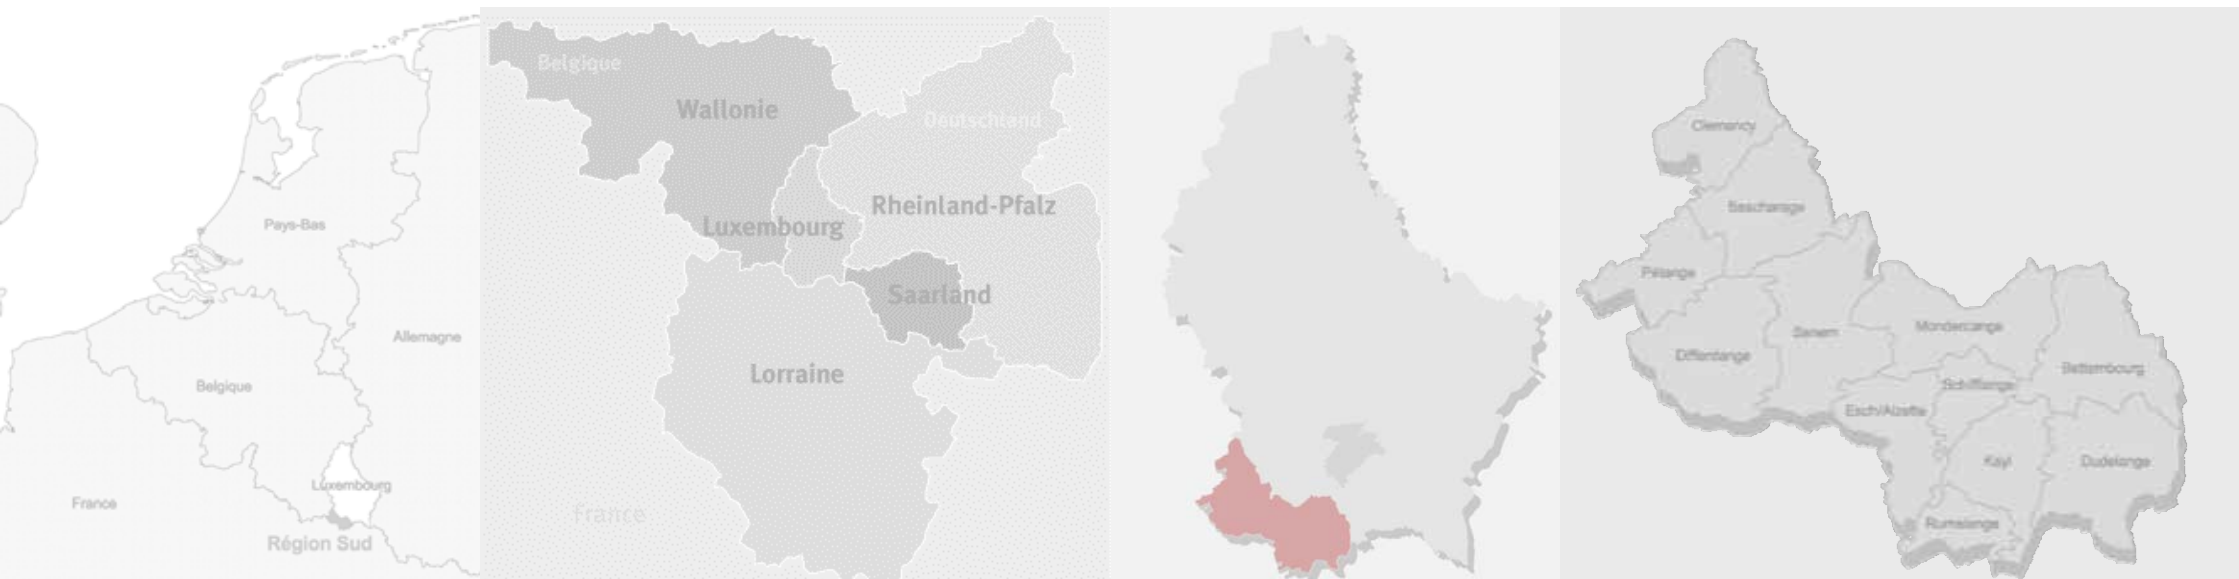 Pays-Bas
Allemagne
Belgique
Luxembourg
France
Région Sud
Belgique
Wallonie
Deutschland
Rheinland-Pfalz
Luxembourg
Saarland
Lorraine
France
Clemency
Bascharage
Pétange
Differdange
Sanem
Mondercange
Schifflange
Bettembourg
Esch/Alzette
Kayl
Dudelange
Rumelange